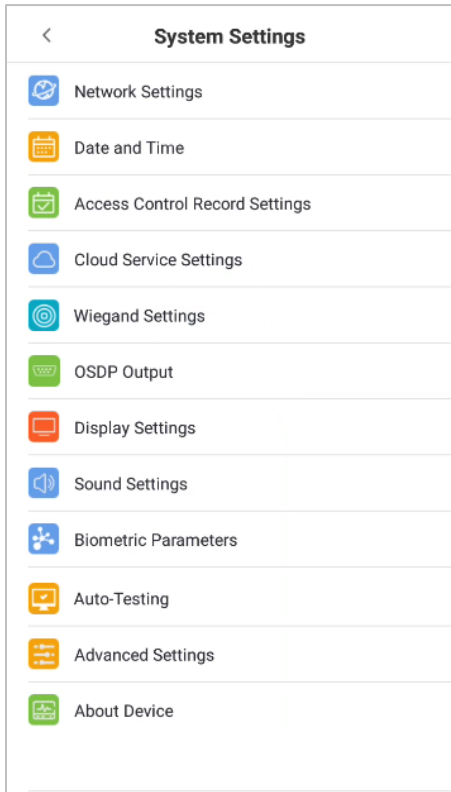 System Settings
Network Settings
Date and Time
Access Control Record Settings
Cloud Service Settings
Wiegand Settings
OSDP Output
Display Settings
Sound Settings
Biometric Parameters
Auto-Testing
Advanced Settings
About Device